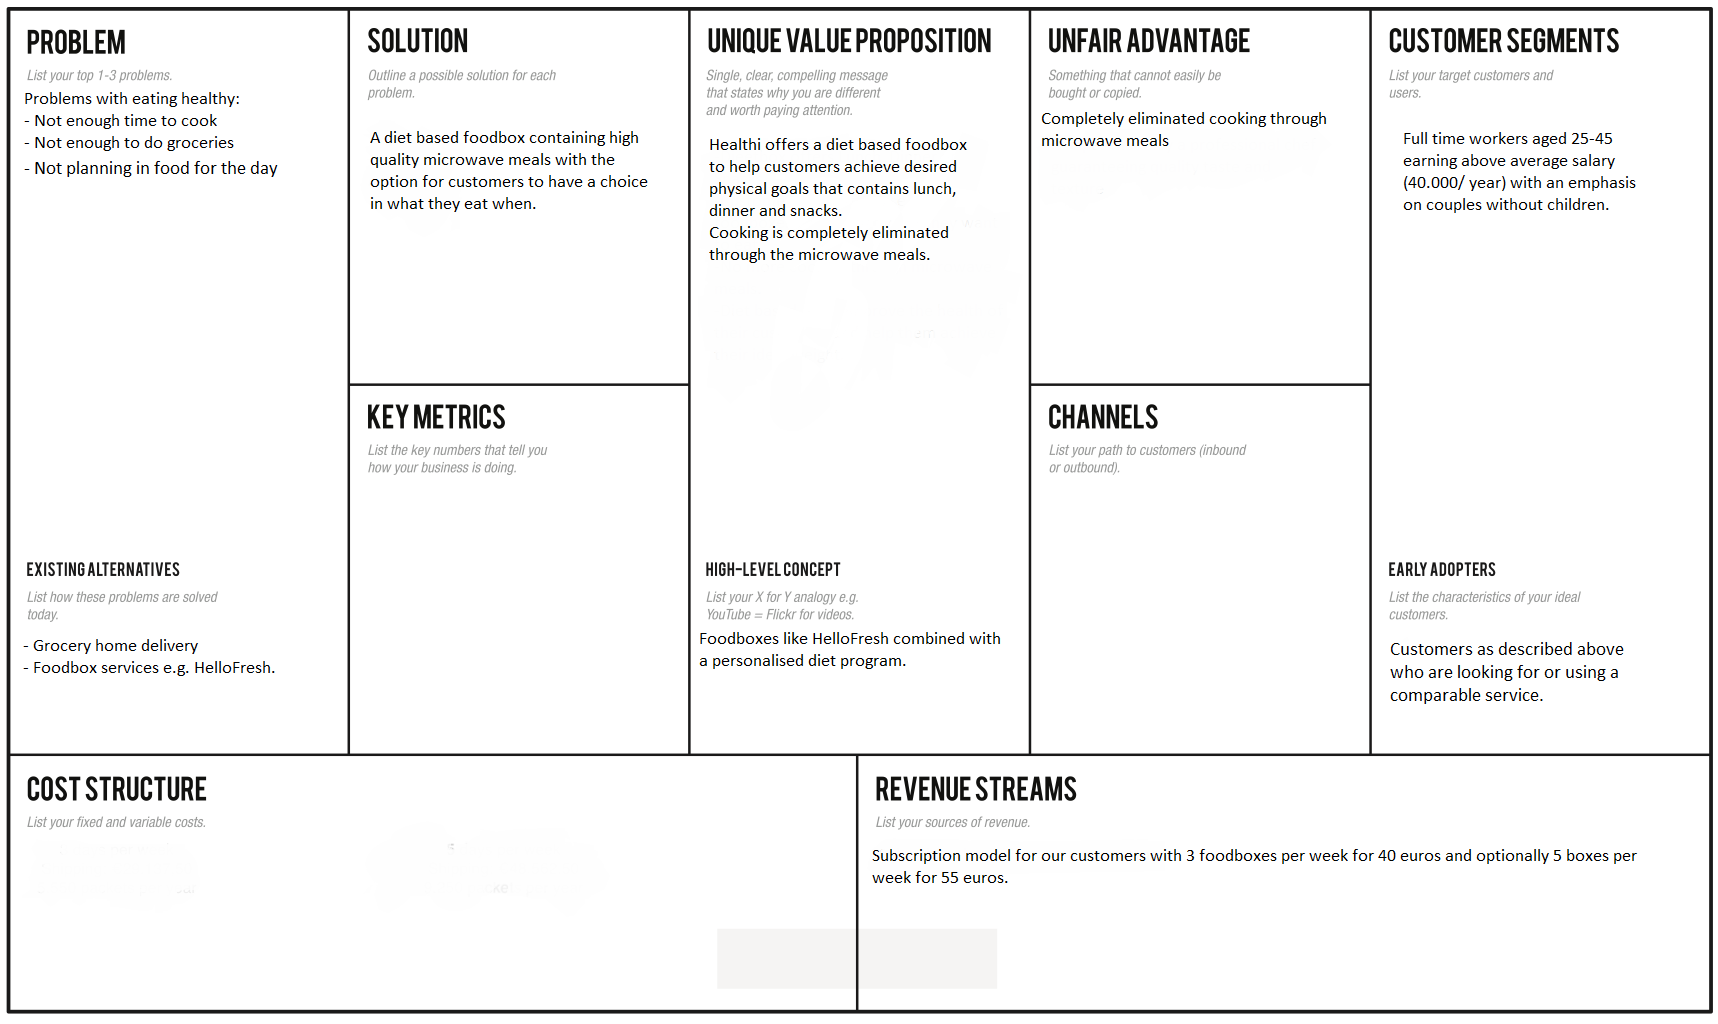 PROBLEM
List your top 1-3 problems.
Problems with eating healthy:
- Not enough time to cook
- Not enough to do groceries
- Not planning in food for the day
EXISTING ALTERNATIVES
List how these problems are solved
today.
- Grocery home delivery
- Foodbox services e.g. HelloFresh.
SOLUTION
Outline a possible solution for each
problem.
A diet based foodbox containing high
quality microwave meals with the
option for customers to have a choice
in what they eat when.
KEY METRICS
List the key numbers that tell you
how your business is doing.
UNIQUE VALUE PROPOSITION
Single, clear, compelling message
that states why you are different
and worth paying attention.
Healthi offers a diet based foodbox
to help customers achieve desired
physical goals that contains lunch,
dinner and snacks.
Cooking is completely eliminated
through the microwave meals.
HIGH-LEVEL CONCEPT
List your X for Y analogy e.g.
YouTube = Flickr for videos.
Foodboxes like HelloFresh combined with
a personalised diet program.
UNFAIR ADVANTAGE
Something that cannot easily be
bought or copied.
Completely eliminated cooking through
microwave meals
CHANNELS
List your path to customers (inbound
or outbound).
CUSTOMER SEGMENTS
List your target customers and
users.
Full time workers aged 25-45
earning above average salary
(40.000/ year) with an emphasis
on couples without children.
EARLY ADOPTERS
List the characteristics of your ideal
customers.
Customers as described above
who are looking for or using a
comparable service.
COST STRUCTURE
List your fixed and variable costs.
REVENUE STREAMS
List your sources of revenue.
Subscription model for our customers with 3 foodboxes per week for 40 euros and optionally 5 boxes per
week for 55 euros.